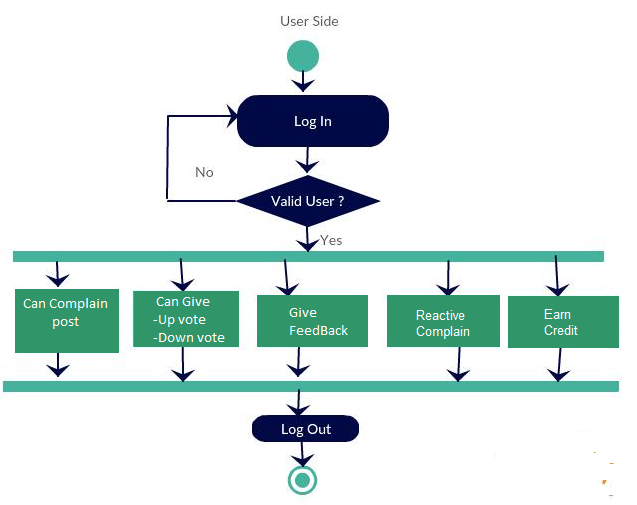 User Side
Log In
No
Valid User ?
Yes
Can Complain
post
Can Give
-Up vote
-Down vote
Give
FeedBack
Reactive
Complain
Earn
Credit
Log Out